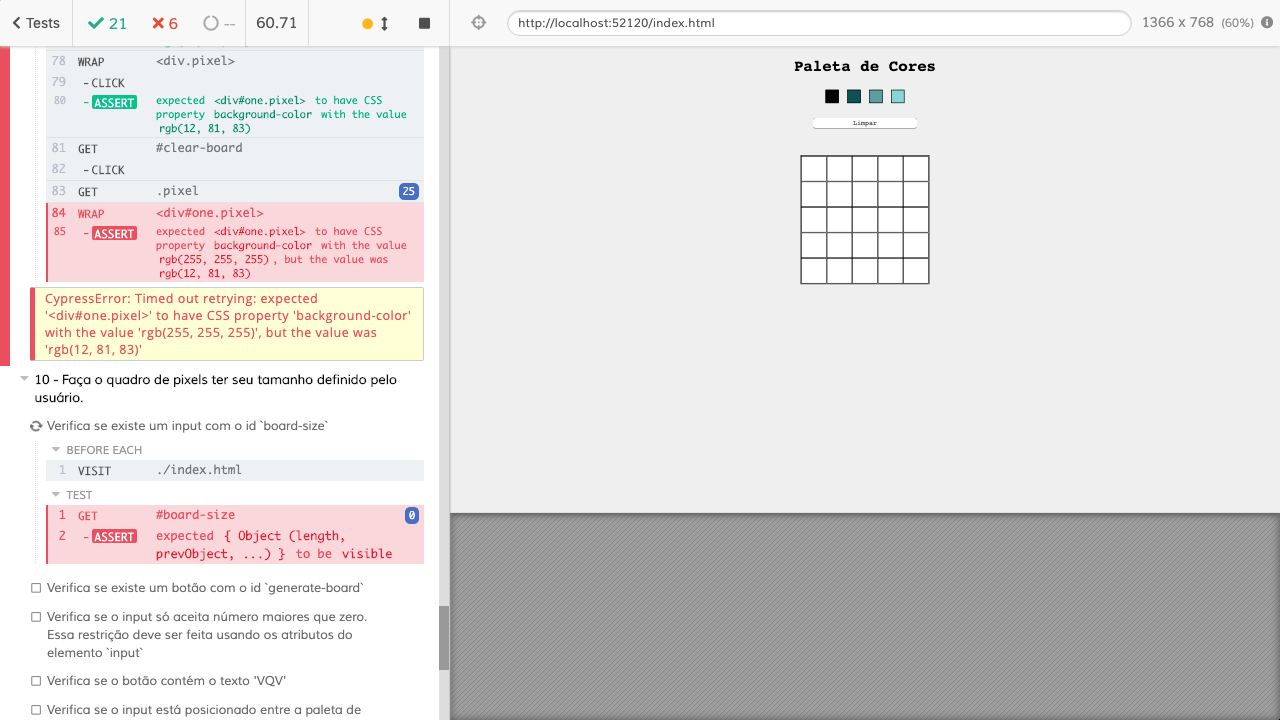 Tests
21
6
--
60.71
http://localhost:52120/index.html
1366 x 768 (60%)
78 WRAP <div.pixel>
79 - CLICK
80 - ASSERT expected <div#one.pixel> to have CSS
property background-color with the value
rgb(12, 81, 83)
81 GET #clear-board
82 - CLICK
83 GET .pixel 25
84 WRAP <div#one.pixel>
85 - ASSERT expected <div#one.pixel> to have CSS
property background-color with the value
rgb(255, 255, 255), but the value was
rgb(12, 81, 83)
CypressError: Timed out retrying: expected
'<div#one.pixel>' to have CSS property 'background-color'
with the value 'rgb(255, 255, 255)', but the value was
'rgb(12, 81, 83)'
10 - Faça o quadro de pixels ter seu tamanho definido pelo
usuário.
Verifica se existe um input com o id `board-size`
BEFORE EACH
1 VISIT ./index.html
TEST
1 GET #board-size 0
2 - ASSERT expected { Object (length,
prevObject, ...) } to be visible
Verifica se existe um botão com o id `generate-board`
Verifica se o input só aceita número maiores que zero.
Essa restrição deve ser feita usando os atributos do
elemento `input`
Verifica se o botão contém o texto 'VQV'
Verifica se o input está posicionado entre a paleta de
Paleta de Cores
Limpar